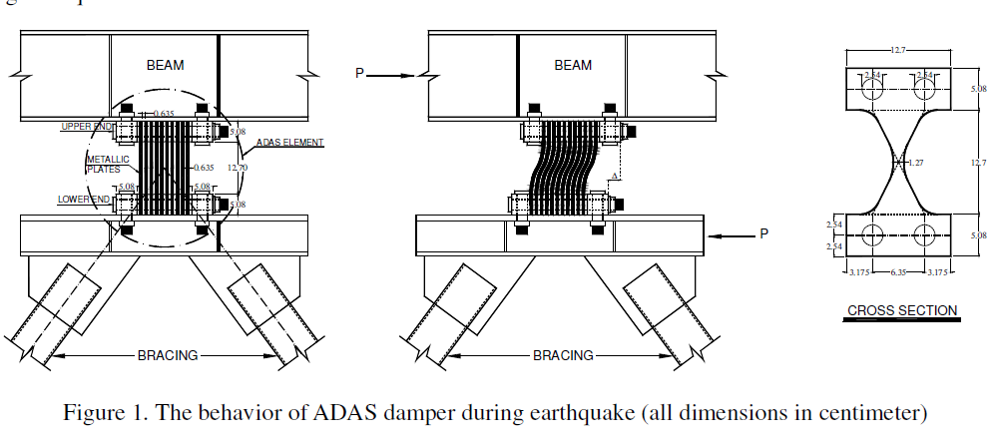 BEAM
0.635
UPPER END
5.08
ADAS ELEMENT
METALLIC
PLATES
0.635
12.70
5.08
5.08
LOWER END
5.08
BRACING
P
BEAM
Δ
P
BRACING
12.7
2.54
2.54
5.08
1.27
12.7
2.54
2.54
5.08
3.175
6.35
3.175
CROSS SECTION
Figure 1. The behavior of ADAS damper during earthquake (all dimensions in centimeter)